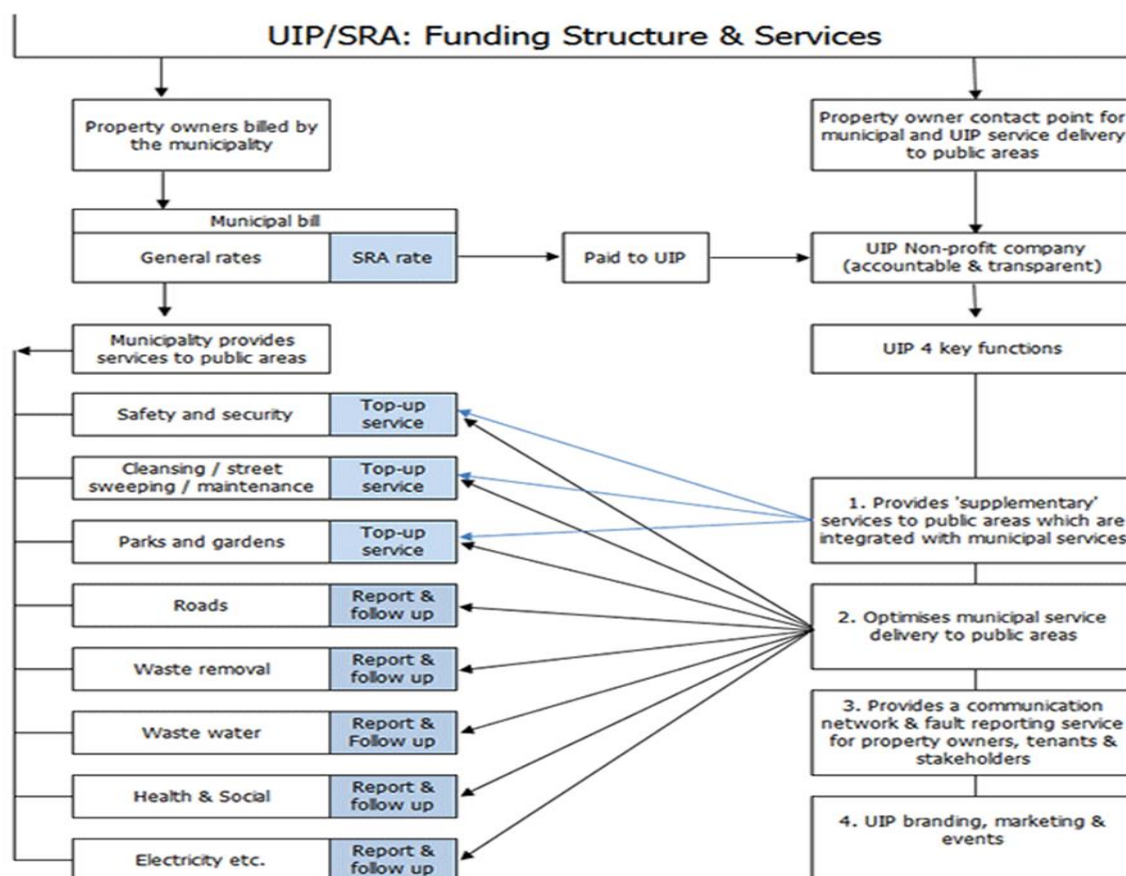 UIP/SRA: Funding Structure & Services
Property owners billed by
the municipality
Property owner contact point for
municipal and UIP service delivery
to public areas
Municipal bill
General rates
SRA rate
Paid to UIP
UIP Non-profit company
(accountable & transparent)
Municipality provides
services to public areas
UIP 4 key functions
Safety and security
Top-up
service
Cleansing / street
sweeping / maintenance
Top-up
service
Parks and gardens
Top-up
service
Roads
Report &
follow up
Waste removal
Report &
follow up
Waste water
Report &
Follow up
Health & Social
Report &
follow up
Electricity etc.
Report &
follow up
1. Provides 'supplementary'
services to public areas which are
integrated with municipal services
2. Optimises municipal service
delivery to public areas
3. Provides a communication
network & fault reporting service
for property owners, tenants &
stakeholders
4. UIP branding, marketing &
events